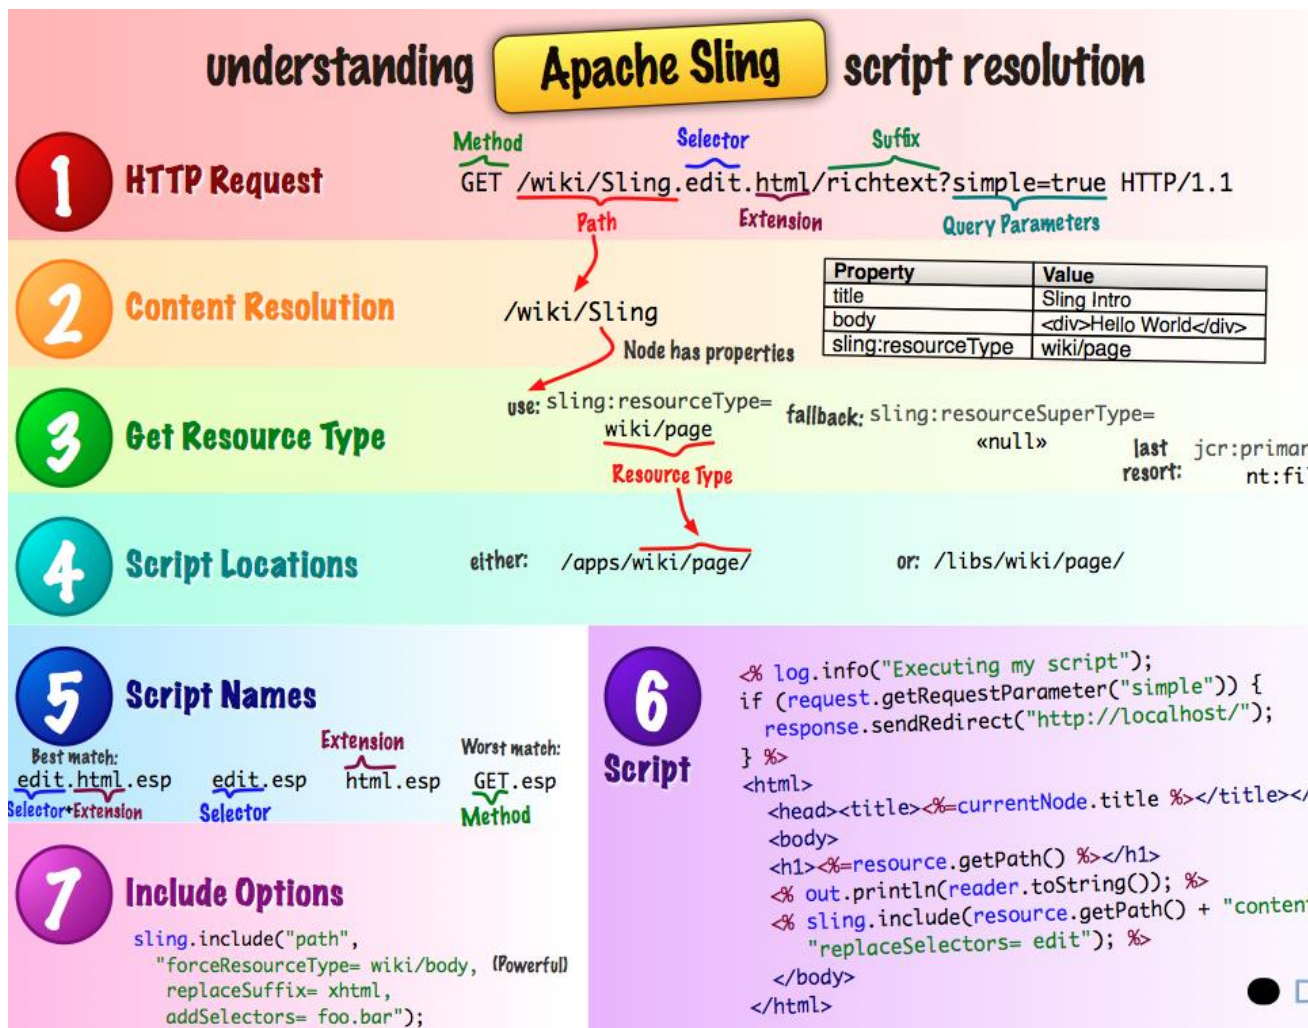 understanding Apache Sling script resolution
1 HTTP Request
Method Selector Suffix
GET /wiki/Sling.edit.html/richtext?simple=true HTTP/1.1
Path Extension Query Parameters
2 Content Resolution
/wiki/Sling
Node has properties
Property Value
title Sling Intro
body <div>Hello World</div>
sling:resourceType wiki/page
3 Get Resource Type
use: sling:resourceType=
wiki/page
Resource Type
fallback: sling:resourceSuperType=
«null»
last resort: jcr:primar
nt:fil
4 Script Locations
either: /apps/wiki/page/ or: /libs/wiki/page/
5 Script Names
Best match: Extension Worst match:
edit.html.esp edit.esp html.esp GET.esp
Selector+Extension Selector Method
6 Script
<% log.info("Executing my script");
if (request.getRequestParameter("simple")) {
response.sendRedirect("http://localhost/");
} %>
<html>
<head><title><%=currentNode.title %></title></
<body>
<h1><%=resource.getPath() %></h1>
<% out.println(reader.toString()); %>
<% sling.include(resource.getPath() + "content
"replaceSelectors= edit"); %>
</body>
</html>
7 Include Options
sling.include("path",
"forceResourceType= wiki/body, (Powerful)
replaceSuffix= xhtml,
addSelectors= foo.bar");